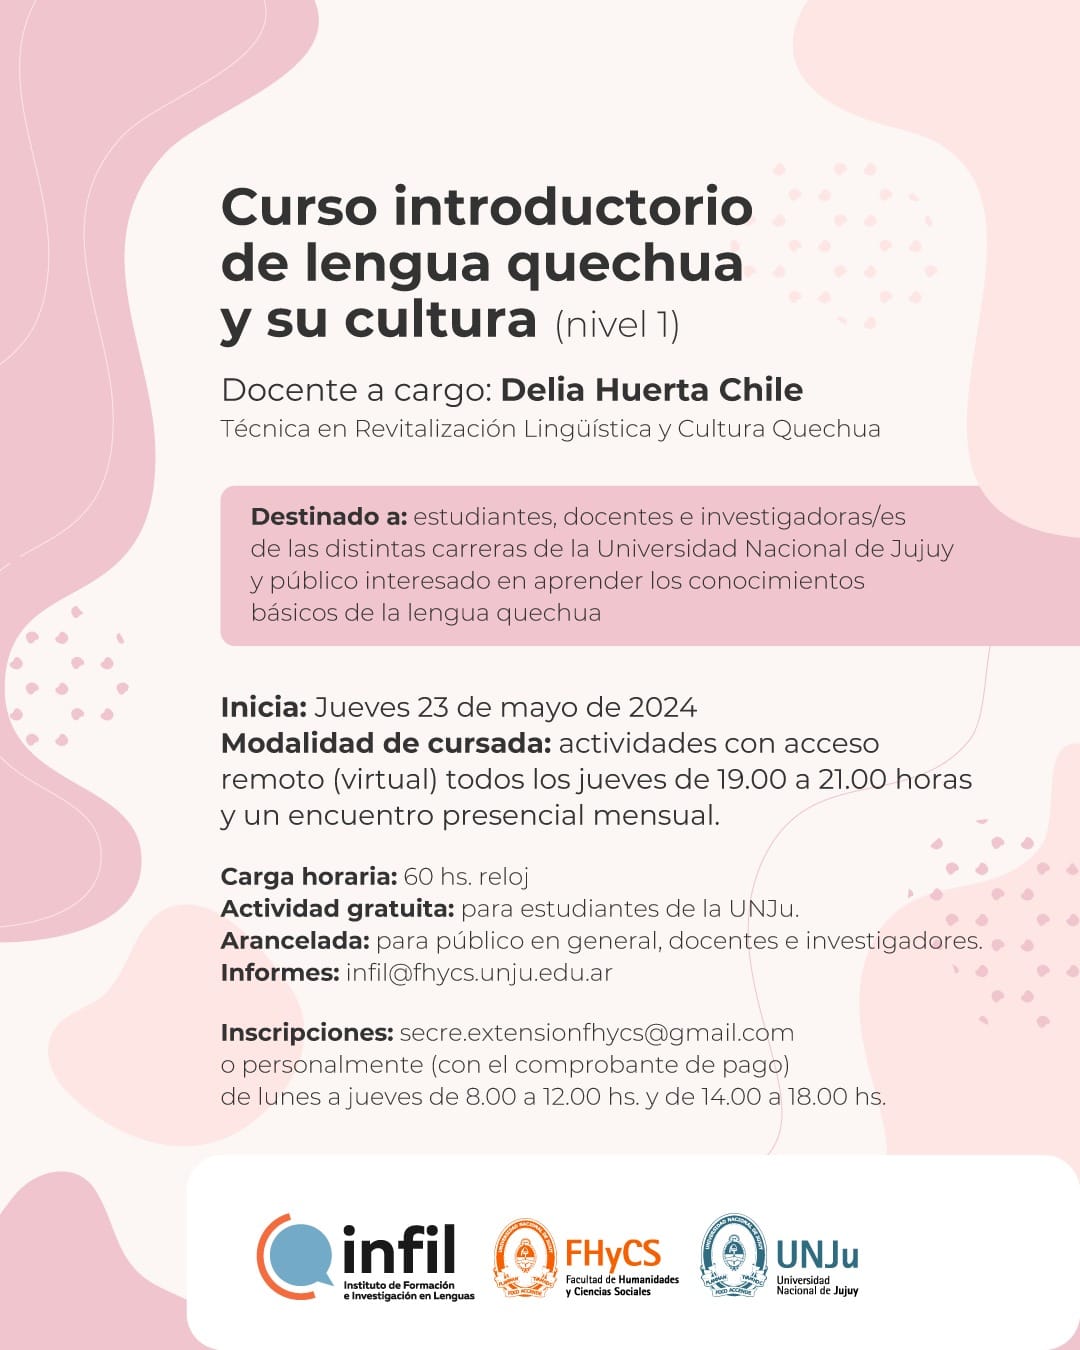 Curso introductorio
de lengua quechua
y su cultura (nivel 1)
Docente a cargo: Delia Huerta Chile
Técnica en Revitalización Lingüística y Cultura Quechua
Destinado a: estudiantes, docentes e investigadoras/es
de las distintas carreras de la Universidad Nacional de Jujuy
y público interesado en aprender los conocimientos
básicos de la lengua quechua
Inicia: Jueves 23 de mayo de 2024
Modalidad de cursada: actividades con acceso
remoto (virtual) todos los jueves de 19.00 a 21.00 horas
y un encuentro presencial mensual.
Carga horaria: 60 hs. reloj
Actividad gratuita: para estudiantes de la UNJu.
Arancelada: para público en general, docentes e investigadores.
Informes: infil@fhycs.unju.edu.ar
Inscripciones: secre.extensionfhycs@gmail.com
o personalmente (con el comprobante de pago)
de lunes a jueves de 8.00 a 12.00 hs. y de 14.00 a 18.00 hs.
infil
Instituto de Formación
e Investigación en Lenguas
FHyCS
Facultad de Humanidades
y Ciencias Sociales
UNJu
Universidad
Nacional de Jujuy